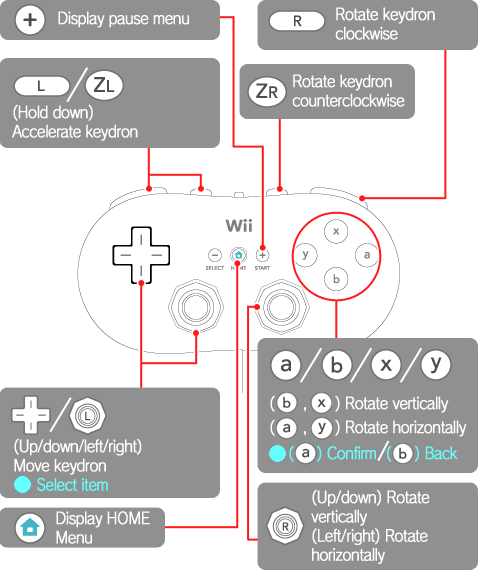 + Display pause menu
R Rotate keydron
clockwise
L / ZL
(Hold down)
Accelerate keydron
ZR Rotate keydron
counterclockwise
Wii
x
y a
b
SELECT HOME START
a / b / x / y
(b, x) Rotate vertically
(a, y) Rotate horizontally
(a) Confirm/(b) Back
L
(Up/down/left/right)
Move keydron
Select item
Display HOME
Menu
R
(Up/down) Rotate
vertically
(Left/right) Rotate
horizontally